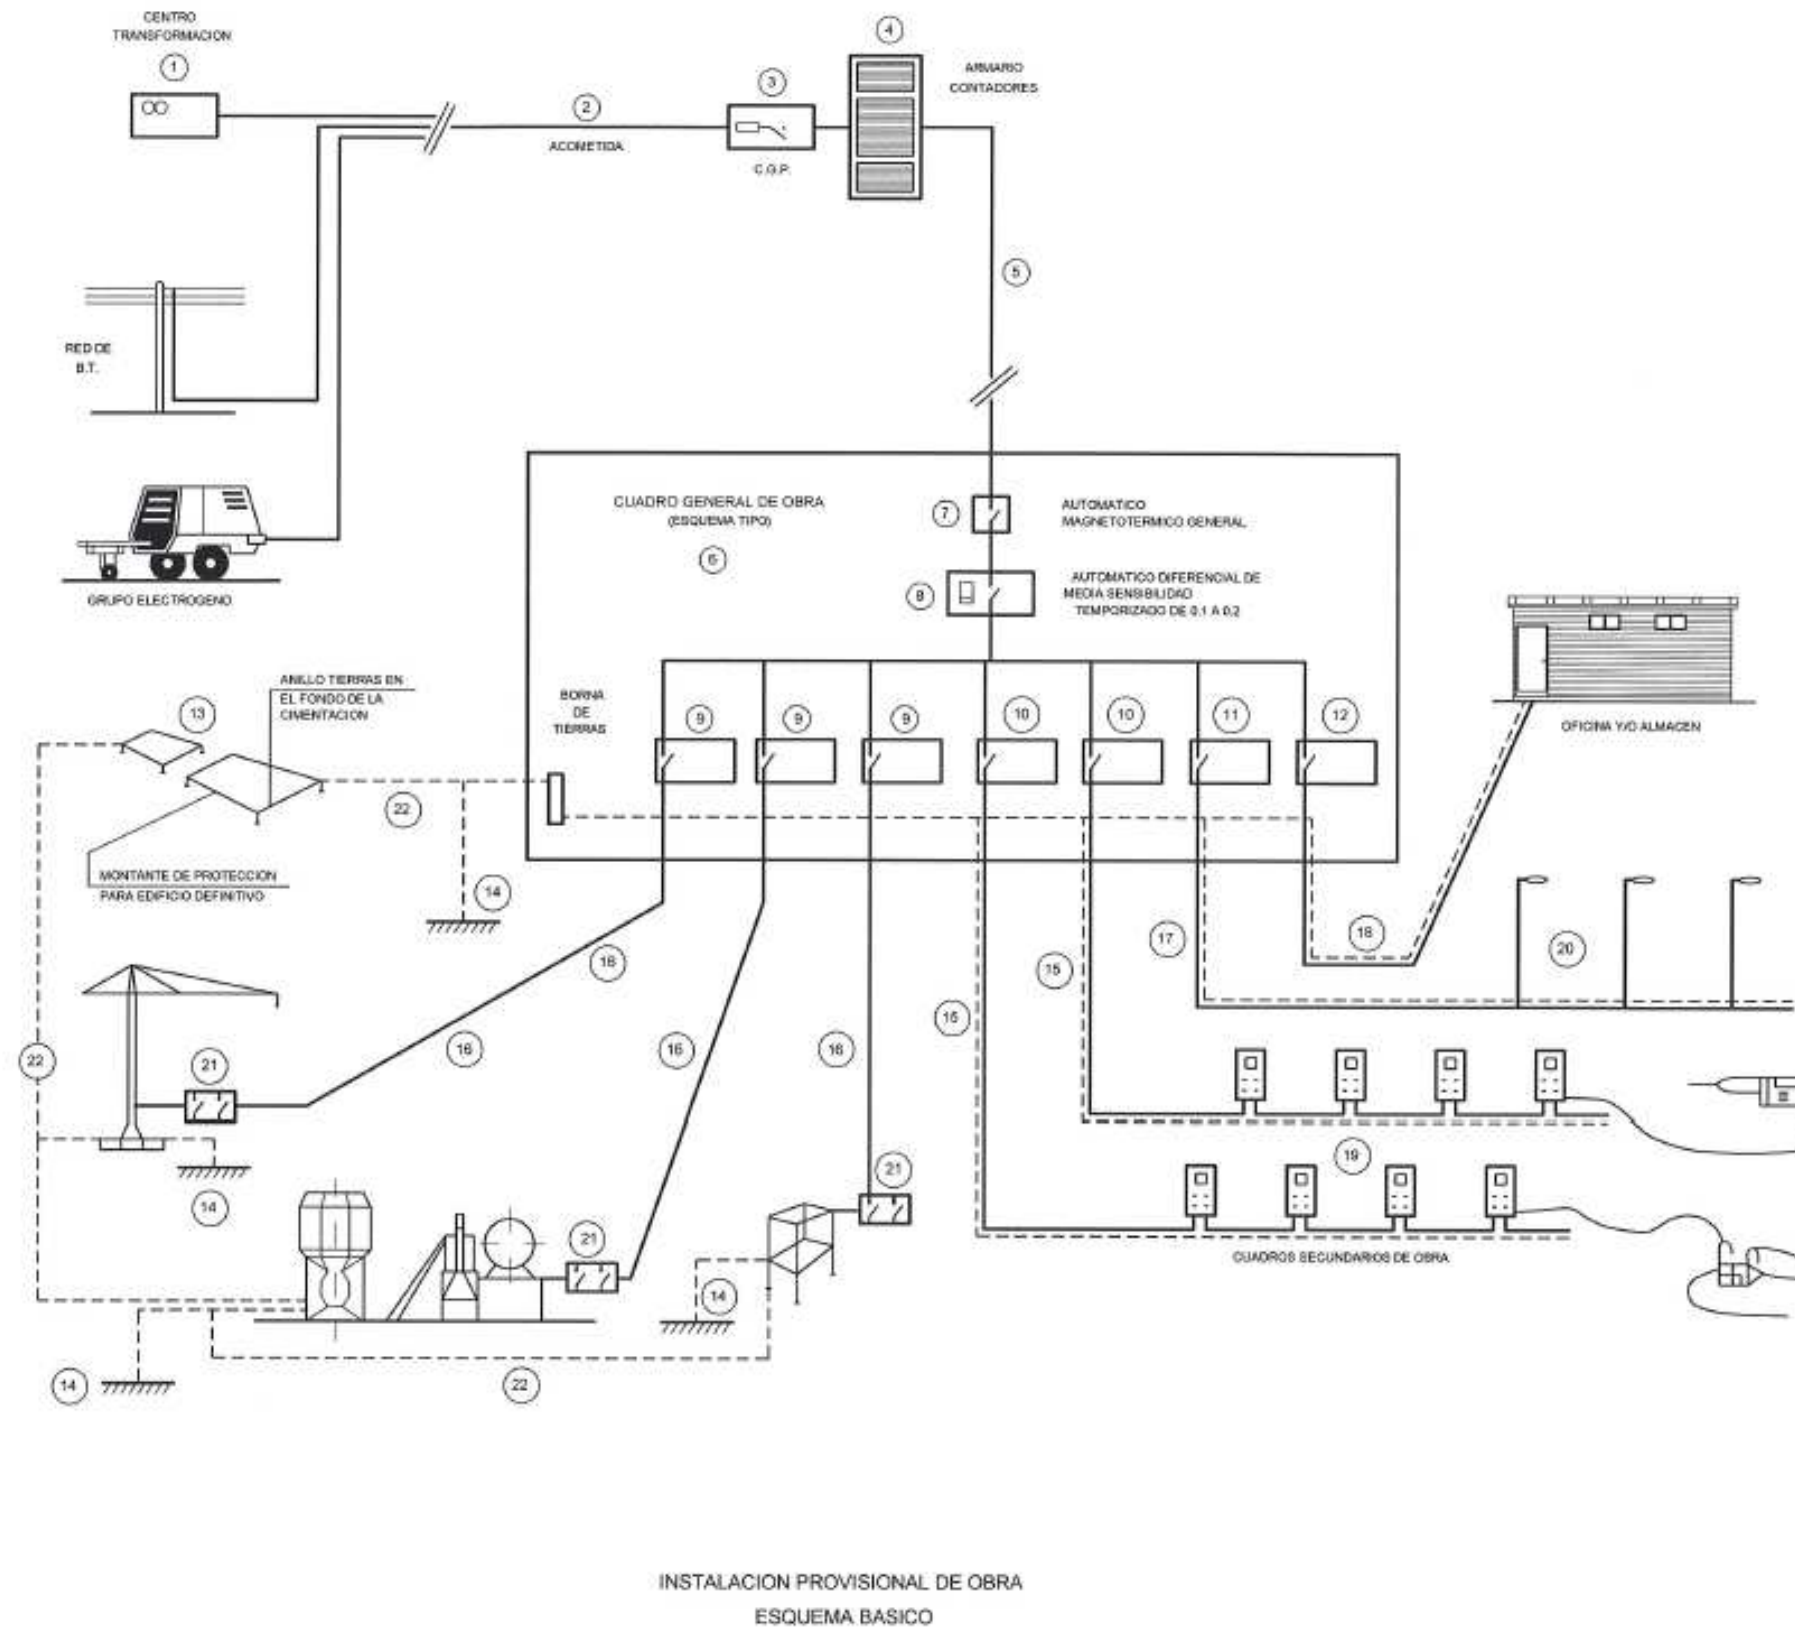 CENTRO
TRANSFORMACION
1
2
ACOMETIDA
3
C.G.P.
4
ARMARIO
CONTADORES
5
RED DE
B.T.
GRUPO ELECTROGENO
CUADRO GENERAL DE OBRA
(ESQUEMA TIPO)
6
7
AUTOMATICO
MAGNETOTERMICO GENERAL
8
AUTOMATICO DIFERENCIAL DE
MEDIA SENSIBILIDAD
TEMPORIZADO DE 0,1 A 0,2
BORNA
DE
TIERRAS
9
9
9
10
10
11
12
OFICINA Y/O ALMACEN
ANILLO TIERRAS EN
EL FONDO DE LA
CIMENTACION
13
22
MONTANTE DE PROTECCION
PARA EDIFICIO DEFINITIVO
14
16
16
16
16
15
15
17
18
20
22
21
14
21
21
14
14
22
19
CUADROS SECUNDARIOS DE OBRA
INSTALACION PROVISIONAL DE OBRA
ESQUEMA BASICO